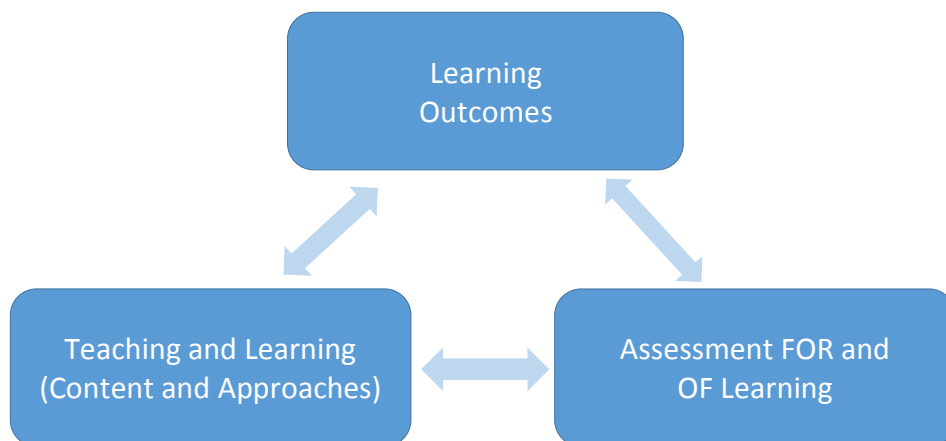 Learning
Outcomes
Teaching and Learning
(Content and Approaches)
Assessment FOR and
OF Learning